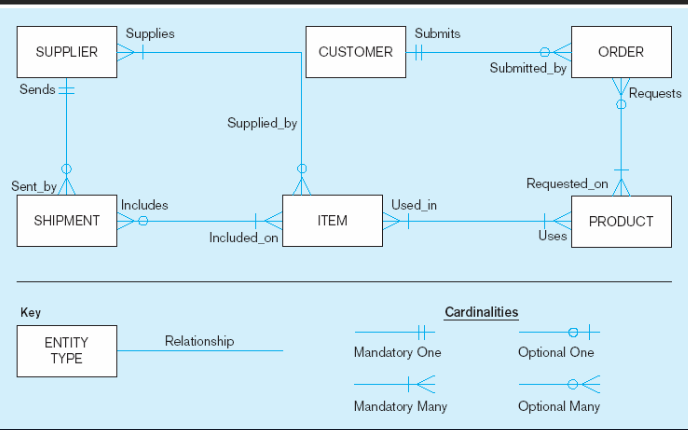 Supplies
Submits
SUPPLIER
CUSTOMER
ORDER
Submitted_by
Sends
Requests
Supplied_by
Sent_by
Includes
Used_in
Requested_on
SHIPMENT
ITEM
PRODUCT
Included_on
Uses
Key
Cardinalities
ENTITY
TYPE
Relationship
Mandatory One
Optional One
Mandatory Many
Optional Many